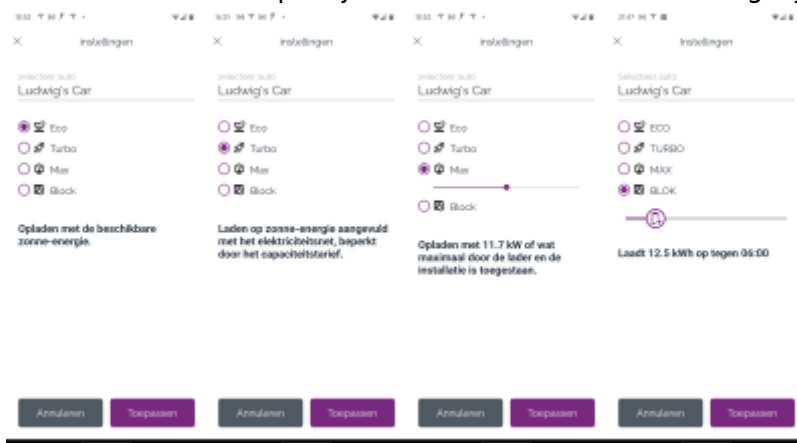 instellingen
Selecteer auto
Ludwig's Car
Eco
Turbo
Max
Block
Opladen met de beschikbare
zonne-energie.
Annuleren
Toepassen
instellingen
Selecteer auto
Ludwig's Car
Eco
Turbo
Max
Block
Laden op zonne-energie aangevuld
met het elektriciteitsnet, beperkt
door het capaciteitstarief.
Annuleren
Toepassen
instellingen
Selecteer auto
Ludwig's Car
Eco
Turbo
Max
Block
Opladen met 11.7 kW of wat
maximaal door de lader en de
installatie is toegestaan.
Annuleren
Toepassen
Instellingen
Selecteer auto
Ludwig's Car
ECO
TURBO
MAX
BLOK
Laadt 12.5 kWh op tegen 06:00
Annuleren
Toepassen